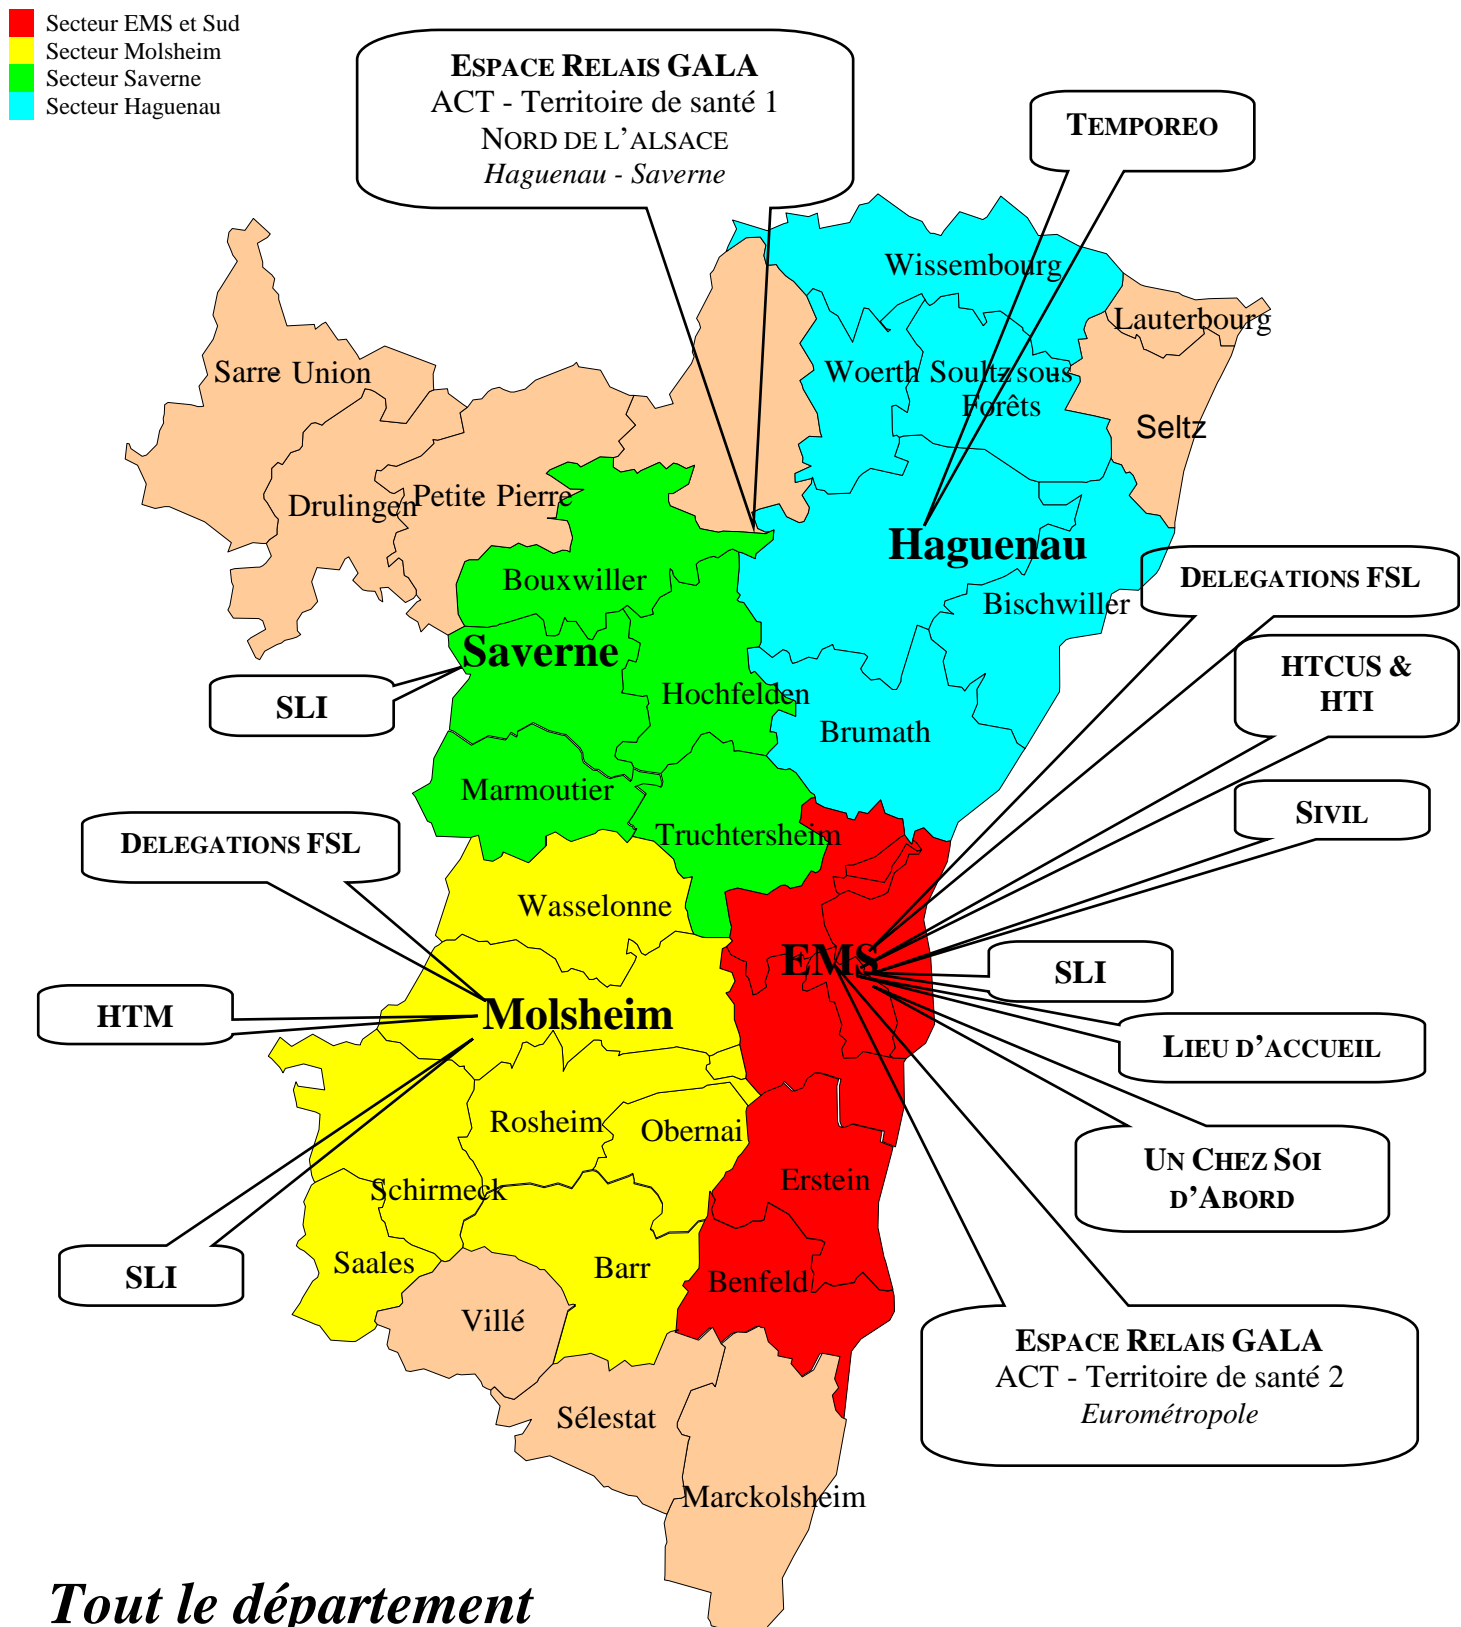 Secteur EMS et Sud
Secteur Molsheim
Secteur Saverne
Secteur Haguenau
ESPACE RELAIS GALA
ACT - Territoire de santé 1
NORD DE L’ALSACE
Haguenau - Saverne
TEMPOREO
Wissembourg
Lauterbourg
Sarre - Union
Woerth
Soultz-sous
Forêts
Seltz
Drulingen
Petite - Pierre
Haguenau
DELEGATIONS FSL
Bouxwiller
Bischwiller
Saverne
HTCUS &
HTI
SLI
Hochfelden
Brumath
Marmoutier
SIVIL
DELEGATIONS FSL
Truchtersheim
Wasselonne
EMS
SLI
HTM
Molsheim
LIEU D’ACCUEIL
Rosheim
Obernai
UN CHEZ SOI
D’ABORD
Schirmeck
Erstein
SLI
Saales
Barr
Benfeld
Villé
ESPACE RELAIS GALA
ACT - Territoire de santé 2
Eurométropole
Sélestat
Marckolsheim
Tout le département